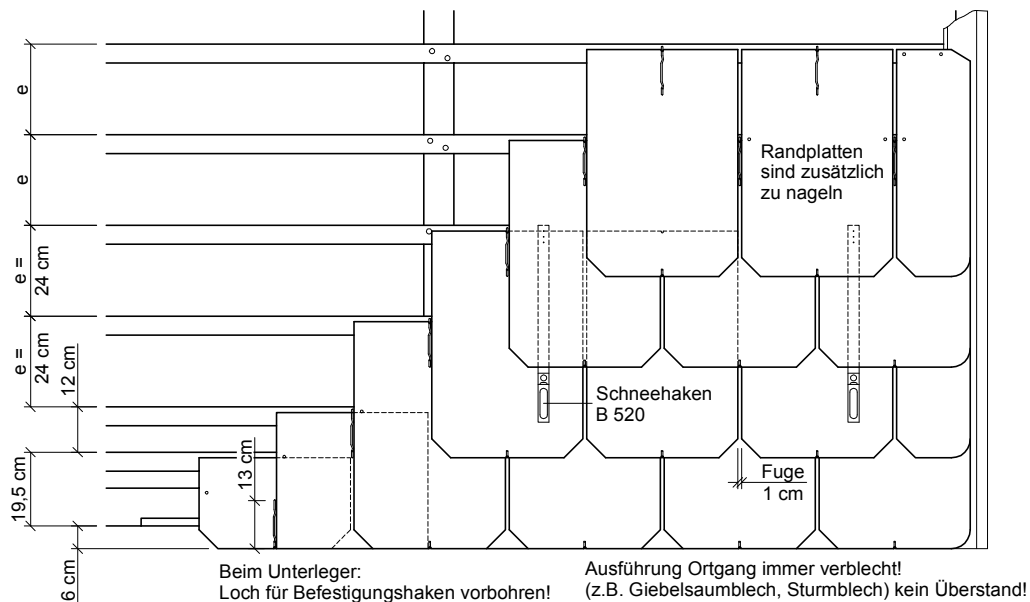 e
e
e =
24 cm
e =
24 cm
12 cm
19,5 cm
13 cm
6 cm
Randplatten
sind zusätzlich
zu nageln
Schneehaken
B 520
Fuge
1 cm
Beim Unterleger:
Loch für Befestigungshaken vorbohren!
Ausführung Ortgang immer verblecht!
(z.B. Giebelsaumblech, Sturmblech) kein Überstand!